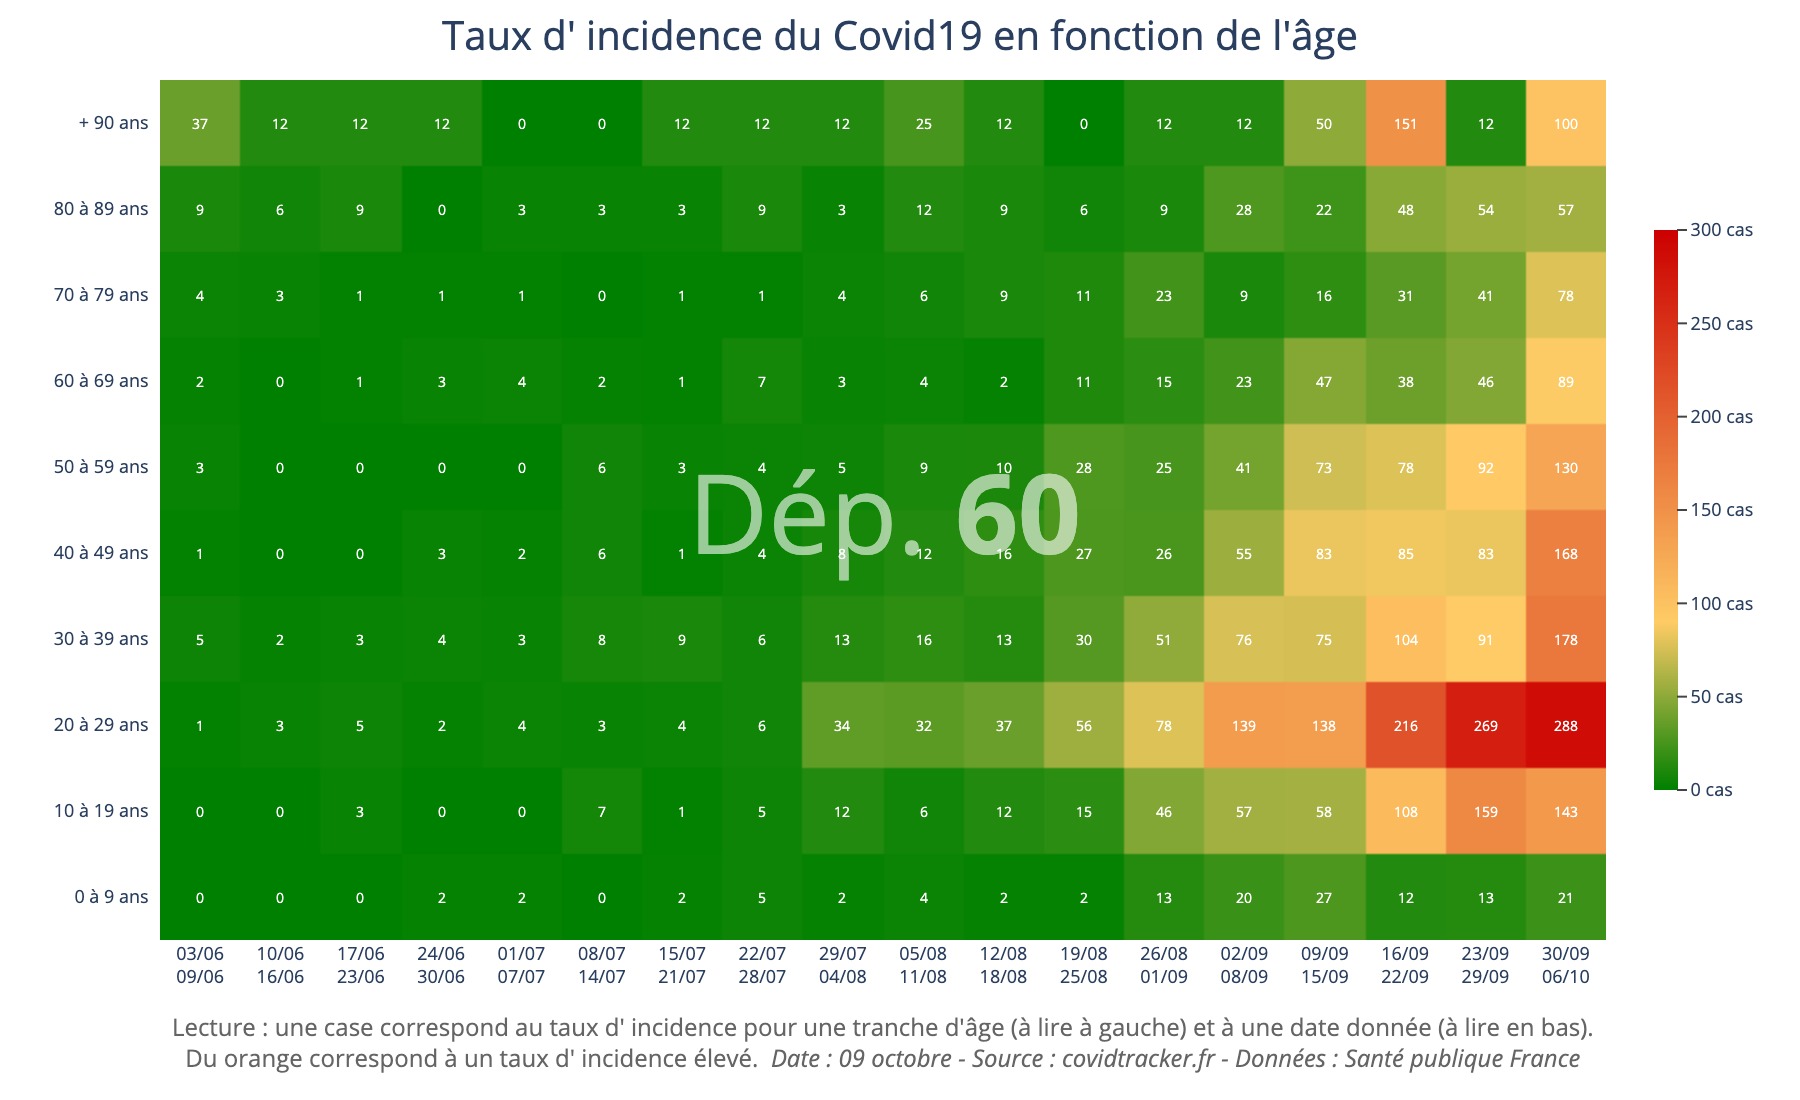 Taux d' incidence du Covid19 en fonction de l'âge
+ 90 ans 37 12 12 12 0 0 12 12 12 25 12 0 12 12 50 151 12 100
80 à 89 ans 9 6 9 0 3 3 3 9 3 12 9 6 9 28 22 48 54 57
70 à 79 ans 4 3 1 1 1 0 1 1 4 6 9 11 23 9 16 31 41 78
60 à 69 ans 2 0 1 3 4 2 1 7 3 4 2 11 15 23 47 38 46 89
50 à 59 ans 3 0 0 0 0 6 3 4 5 9 10 28 25 41 73 78 92 130
Dép. 60
40 à 49 ans 1 0 0 3 2 6 1 4 8 12 16 27 26 55 83 85 83 168
30 à 39 ans 5 2 3 4 3 8 9 6 13 16 13 30 51 76 75 104 91 178
20 à 29 ans 1 3 5 2 4 3 4 6 34 32 37 56 78 139 138 216 269 288
10 à 19 ans 0 0 3 0 0 7 1 5 12 6 12 15 46 57 58 108 159 143
0 à 9 ans 0 0 0 2 2 0 2 5 2 4 2 2 13 20 27 12 13 21
03/06 10/06 17/06 24/06 01/07 08/07 15/07 22/07 29/07 05/08 12/08 19/08 26/08 02/09 09/09 16/09 23/09 30/09
09/06 16/06 23/06 30/06 07/07 14/07 21/07 28/07 04/08 11/08 18/08 25/08 01/09 08/09 15/09 22/09 29/09 06/10
300 cas
250 cas
200 cas
150 cas
100 cas
50 cas
0 cas
Lecture : une case correspond au taux d' incidence pour une tranche d'âge (à lire à gauche) et à une date donnée (à lire en bas).
Du orange correspond à un taux d' incidence élevé. Date : 09 octobre - Source : covidtracker.fr - Données : Santé publique France